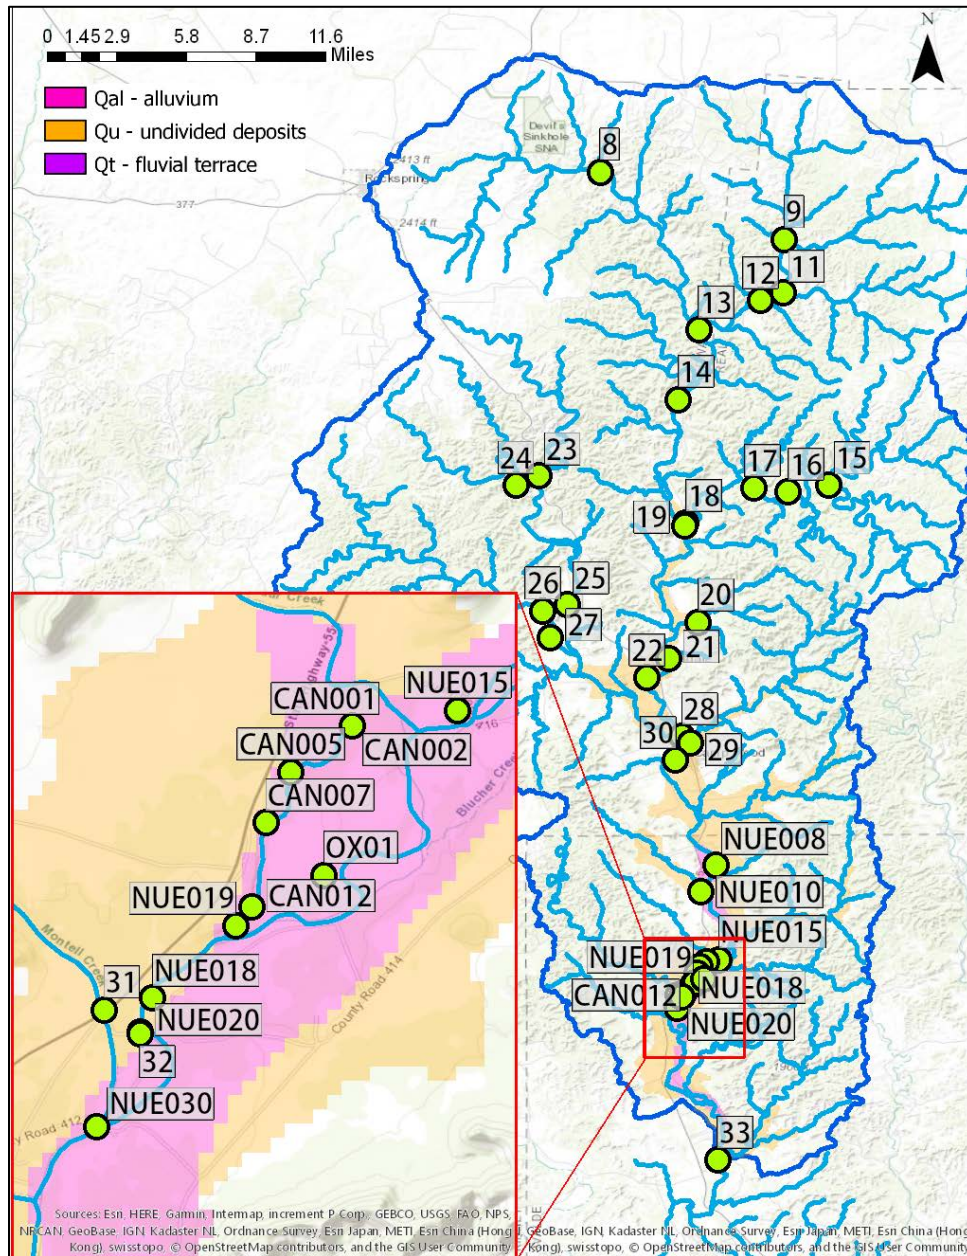 0 1.45 2.9 5.8 8.7 11.6
Miles
N
Qal - alluvium
Qu - undivided deposits
Qt - fluvial terrace
Devil's
Sinkhole
SNA
2413 ft
Rockspring
377
2414 ft
8
9
11
12
13
REAL
14
23
24
17
16
15
18
19
25
26
27
20
21
22
28
30
29
NUE008
NUE010
NUE015
NUE019
NUE018
CAN012
NUE020
33
Creek
CAN001
NUE015
CAN002
416
CAN005
CAN007
Blucher Creek
OX01
NUE019
CAN012
Montell Creek
NUE018
31
NUE020
32
County Road 414
NUE030
Road 412
Sources: Esri, HERE, Garmin, Intermap, increment P Corp., GEBCO, USGS, FAO, NPS,
NRCAN, GeoBase, IGN, Kadaster NL, Ordnance Survey, Esri Japan, METI, Esri China (Hong
Kong), swisstopo, © OpenStreetMap contributors, and the GIS User Community
GeoBase, IGN, Kadaster NL, Ordnance Survey, Esri Japan, METI, Esri China (Hong
Kong), swisstopo, © OpenStreetMap contributors, and the GIS User Community